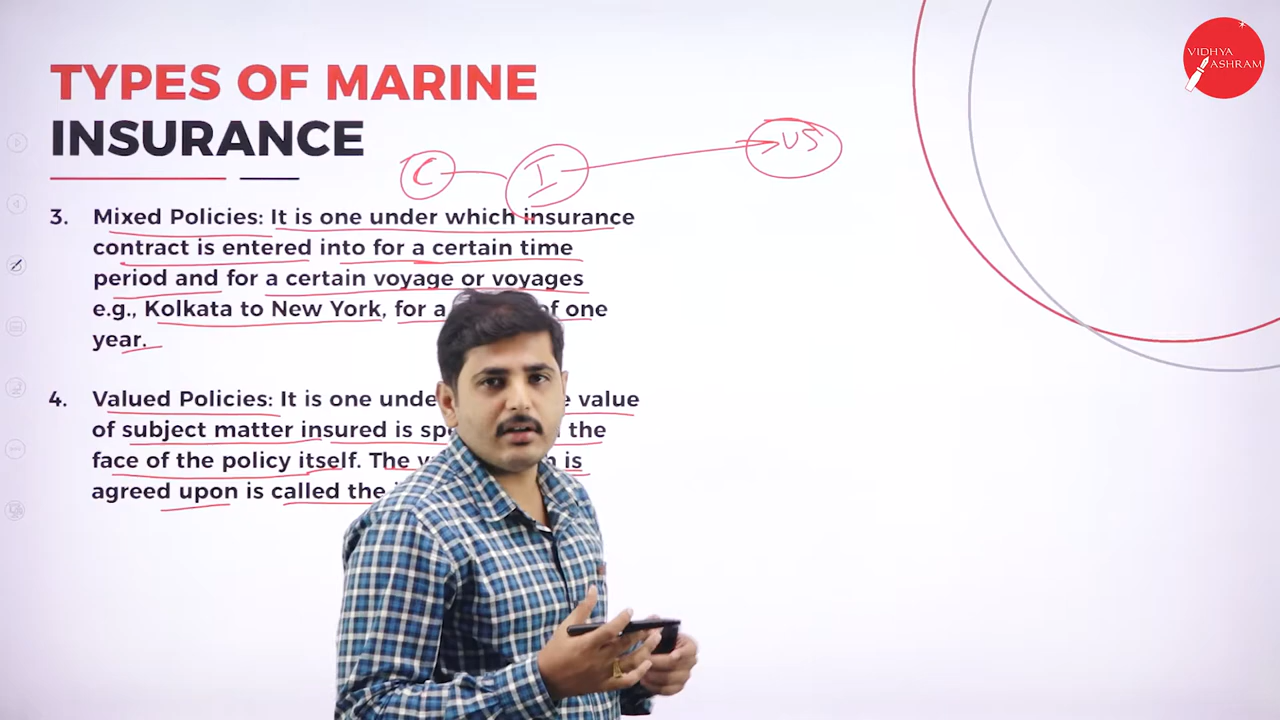 VIDHYA
ASHRAM
TYPES OF MARINE
INSURANCE
C I US
3. Mixed Policies: It is one under which insurance
contract is entered into for a certain time
period and for a certain voyage or voyages
e.g., Kolkata to New York, for a of one
year.
4. Valued Policies: It is one value
of subject matter insured is the
face of the policy itself. The is
agreed upon is called the